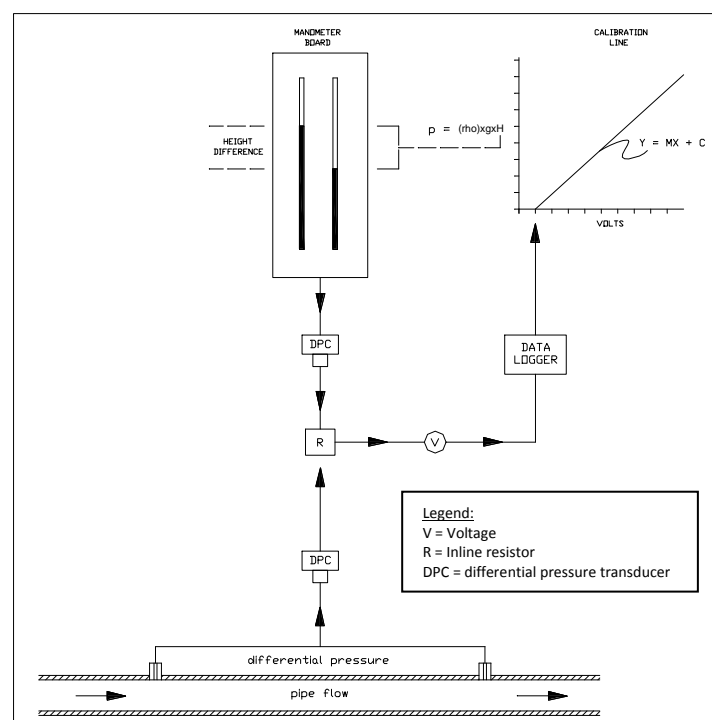 MANOMETER
BOARD
CALIBRATION
LINE
HEIGHT
DIFFERENCE
p = (rho)xgxH
Y = MX + C
VOLTS
DPC
DATA
LOGGER
R
V
DPC
Legend:
V = Voltage
R = Inline resistor
DPC = differential pressure transducer
differential pressure
pipe flow